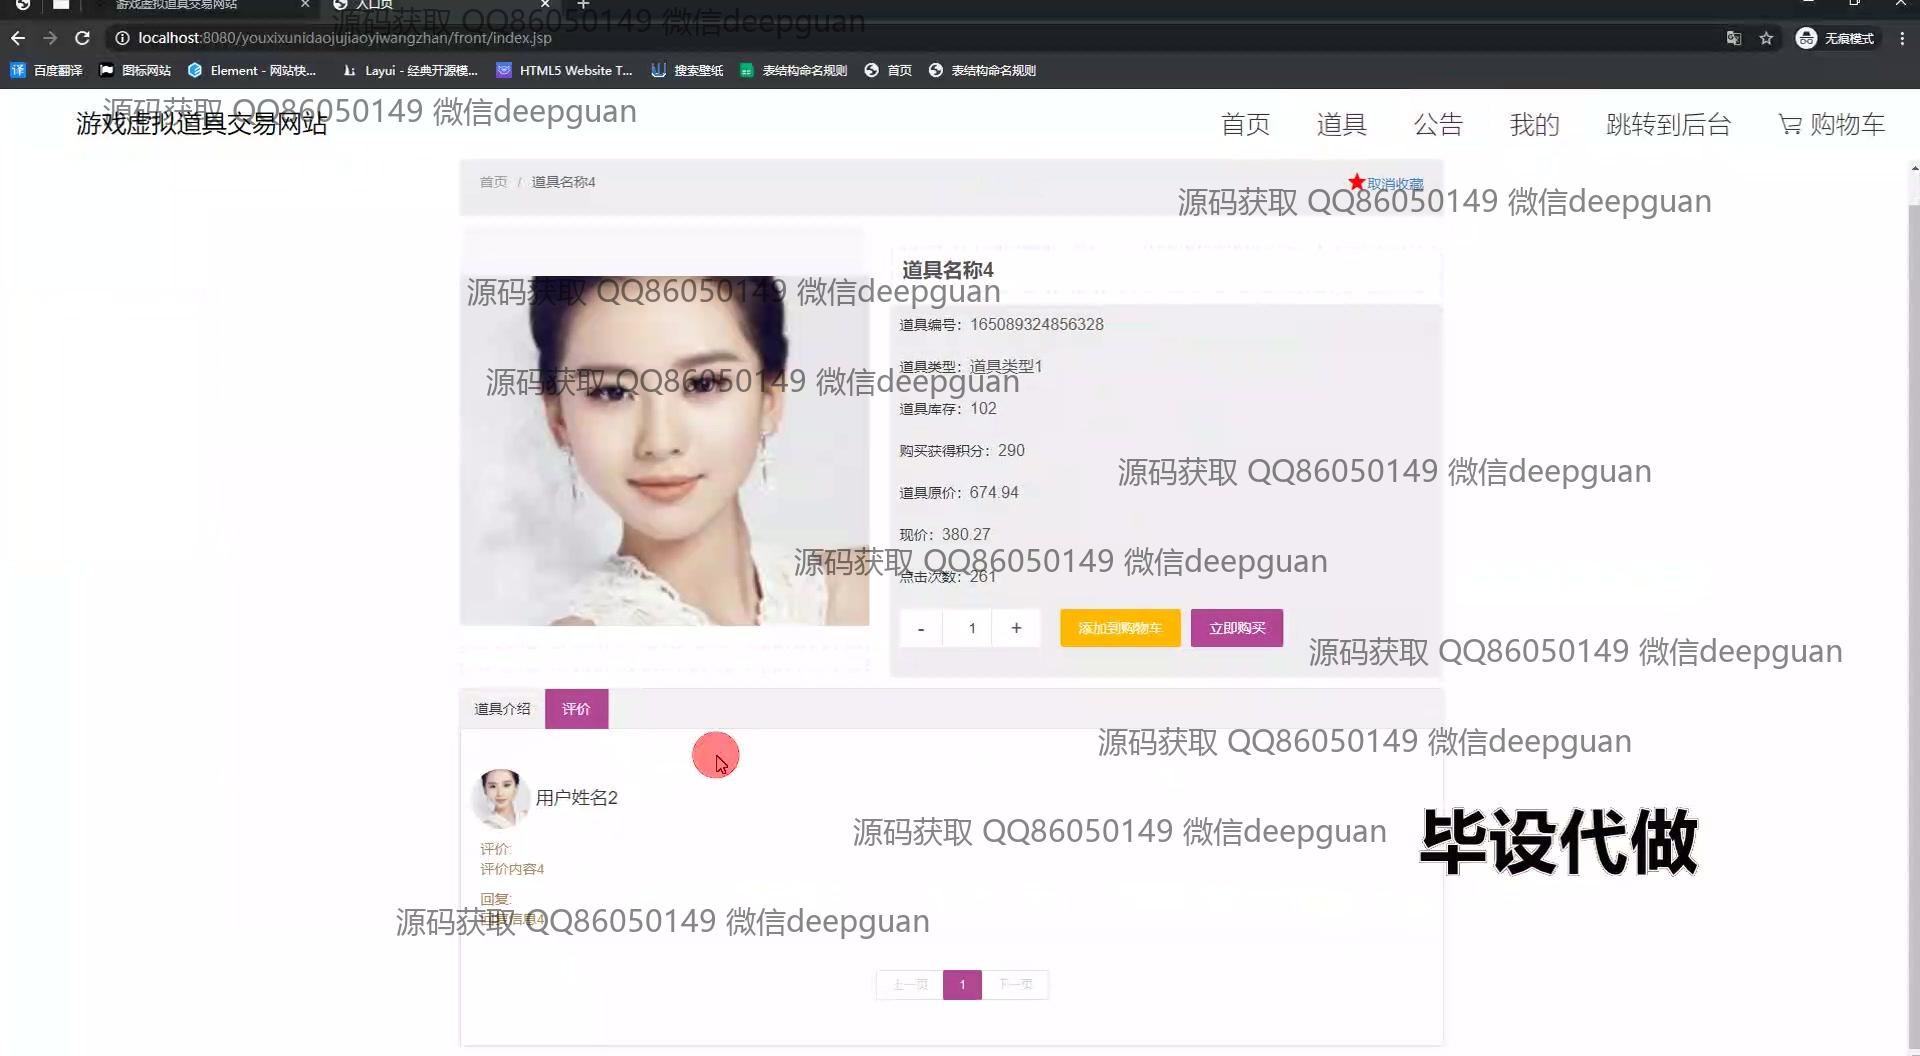 游戏虚拟道具交易网站
入口页
源码获取 QQ86050149 微信deepguan
localhost:8080/youxixunidaojujiaoyiwangzhan/front/index.jsp
无痕模式
百度翻译
图标网站
Element - 网站快...
Layui - 经典开源模...
HTML5 Website T...
搜索壁纸
表结构命名规则
首页
表结构命名规则
源码获取 QQ86050149 微信deepguan
游戏虚拟道具交易网站
首页
道具
公告
我的
跳转到后台
购物车
首页 / 道具名称4
取消收藏
源码获取 QQ86050149 微信deepguan
道具名称4
源码获取 QQ86050149 微信deepguan
道具编号：165089324856328
道具类型：道具类型1
源码获取 QQ86050149 微信deepguan
道具库存：102
购买获得积分：290
源码获取 QQ86050149 微信deepguan
道具原价：674.94
现价：380.27
源码获取 QQ86050149 微信deepguan
点击次数：261
- 1 +
添加到购物车
立即购买
源码获取 QQ86050149 微信deepguan
道具介绍
评价
源码获取 QQ86050149 微信deepguan
用户姓名2
源码获取 QQ86050149 微信deepguan
毕设代做
评价:
评价内容4
回复:
回复信息4
源码获取 QQ86050149 微信deepguan
上一页 1 下一页